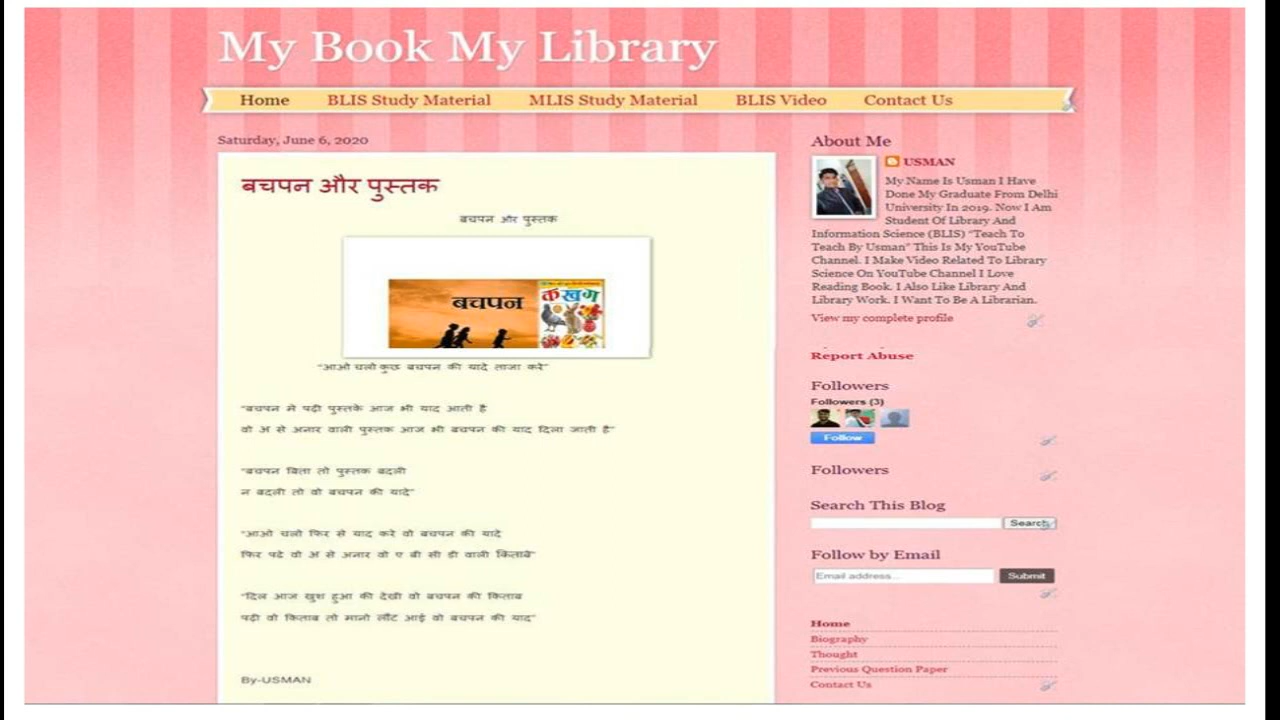 My Book My Library
Home BLIS Study Material MLIS Study Material BLIS Video Contact Us
Saturday, June 6, 2020
बचपन और पुस्तक
बचपन और पुस्तक
बचपन
क ख ग
"आओ चलो कुछ बचपन की यादे ताजा करे"
"बचपन मे पढ़ी पुस्तके आज भी याद आती है
वो अ से अनार वाली पुस्तक आज भी बचपन की याद दिला जाती है"
"बचपन बिता तो पुस्तक बदली
न बदली तो वो बचपन की यादे"
"आओ चलो फिर से याद करे वो बचपन की यादे
फिर पढे वो अ से अनार वो ए बी सी डी वाली किताबे"
"दिल आज खुश हुआ की देखी वो बचपन की किताब
पढ़ी वो किताब तो मानो लौट आई वो बचपन की याद"
By-USMAN
About Me
USMAN
My Name Is Usman I Have
Done My Graduate From Delhi
University In 2019. Now I Am
Student Of Library And
Information Science (BLIS) "Teach To
Teach By Usman" This Is My YouTube
Channel. I Make Video Related To Library
Science On YouTube Channel I Love
Reading Book. I Also Like Library And
Library Work. I Want To Be A Librarian.
View my complete profile
Report Abuse
Followers
Followers (3)
Follow
Followers
Search This Blog
Search
Follow by Email
Email address... Submit
Home
Biography
Thought
Previous Question Paper
Contact Us